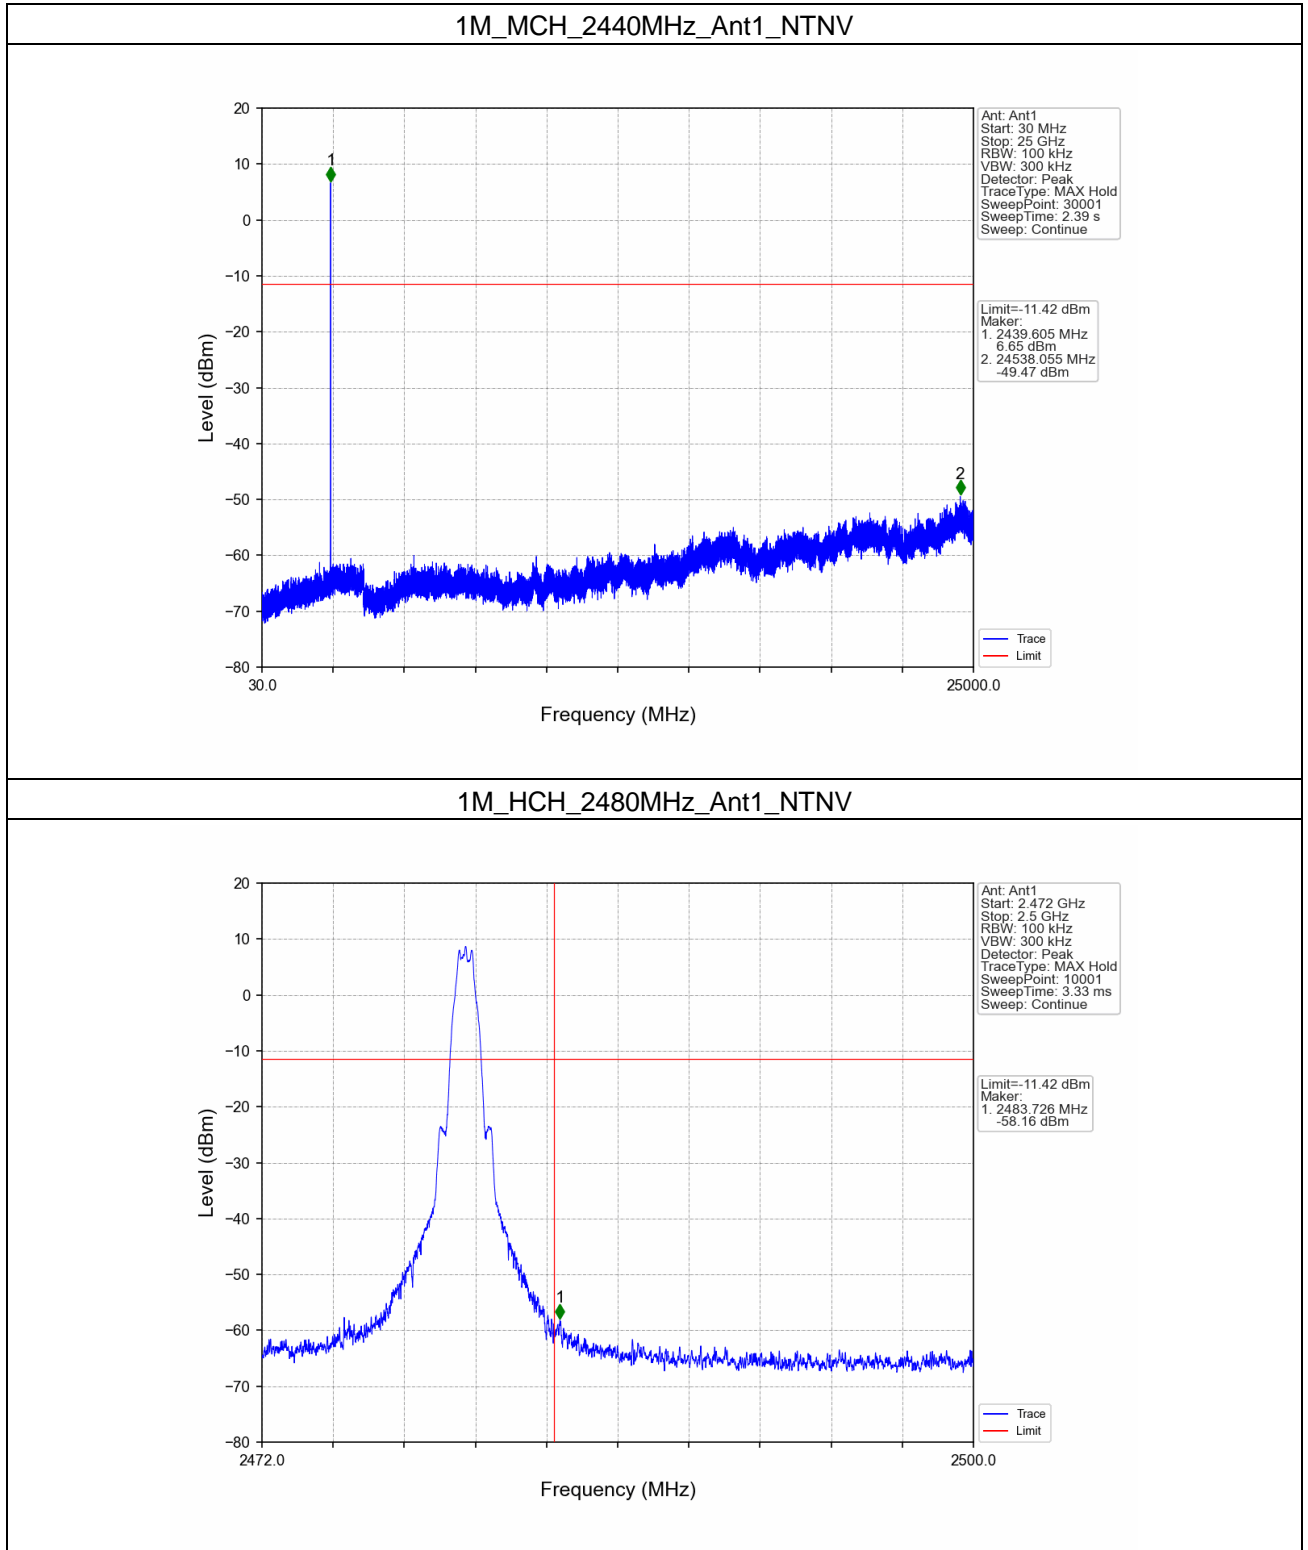 1M_MCH_2440MHz_Ant1_NTNV
20
10
0
−10
−20
−30
−40
−50
−60
−70
−80
Level (dBm)
1
2
30.0
25000.0
Frequency (MHz)
Ant: Ant1
Start: 30 MHz
Stop: 25 GHz
RBW: 100 kHz
VBW: 300 kHz
Detector: Peak
TraceType: MAX Hold
SweepPoint: 30001
SweepTime: 2.39 s
Sweep: Continue
Limit=-11.42 dBm
Maker:
1. 2439.605 MHz
6.65 dBm
2. 24538.055 MHz
-49.47 dBm
Trace
Limit
1M_HCH_2480MHz_Ant1_NTNV
20
10
0
−10
−20
−30
−40
−50
−60
−70
−80
Level (dBm)
1
2472.0
2500.0
Frequency (MHz)
Ant: Ant1
Start: 2.472 GHz
Stop: 2.5 GHz
RBW: 100 kHz
VBW: 300 kHz
Detector: Peak
TraceType: MAX Hold
SweepPoint: 10001
SweepTime: 3.33 ms
Sweep: Continue
Limit=-11.42 dBm
Maker:
1. 2483.726 MHz
-58.16 dBm
Trace
Limit